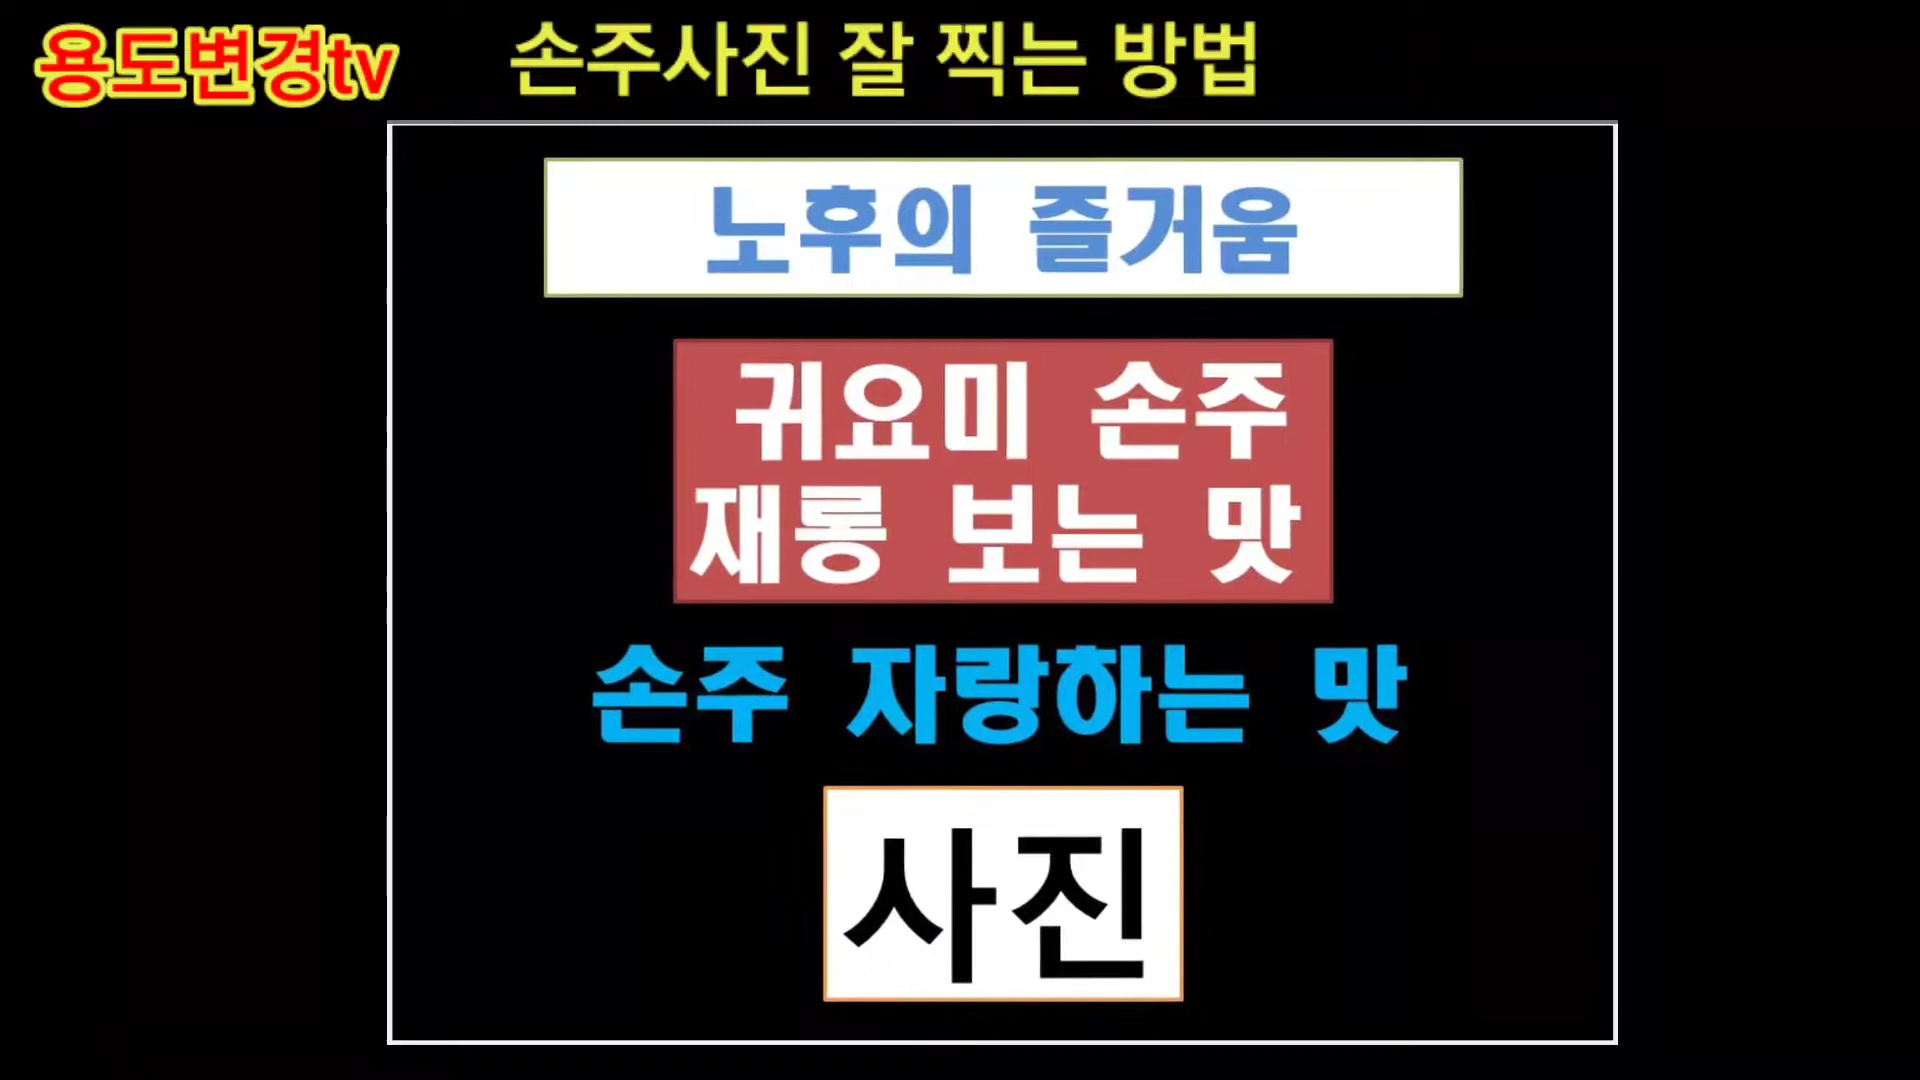 용도변경tv
손주사진 잘 찍는 방법
노후의 즐거움
귀요미 손주
재롱 보는 맛
손주 자랑하는 맛
사진